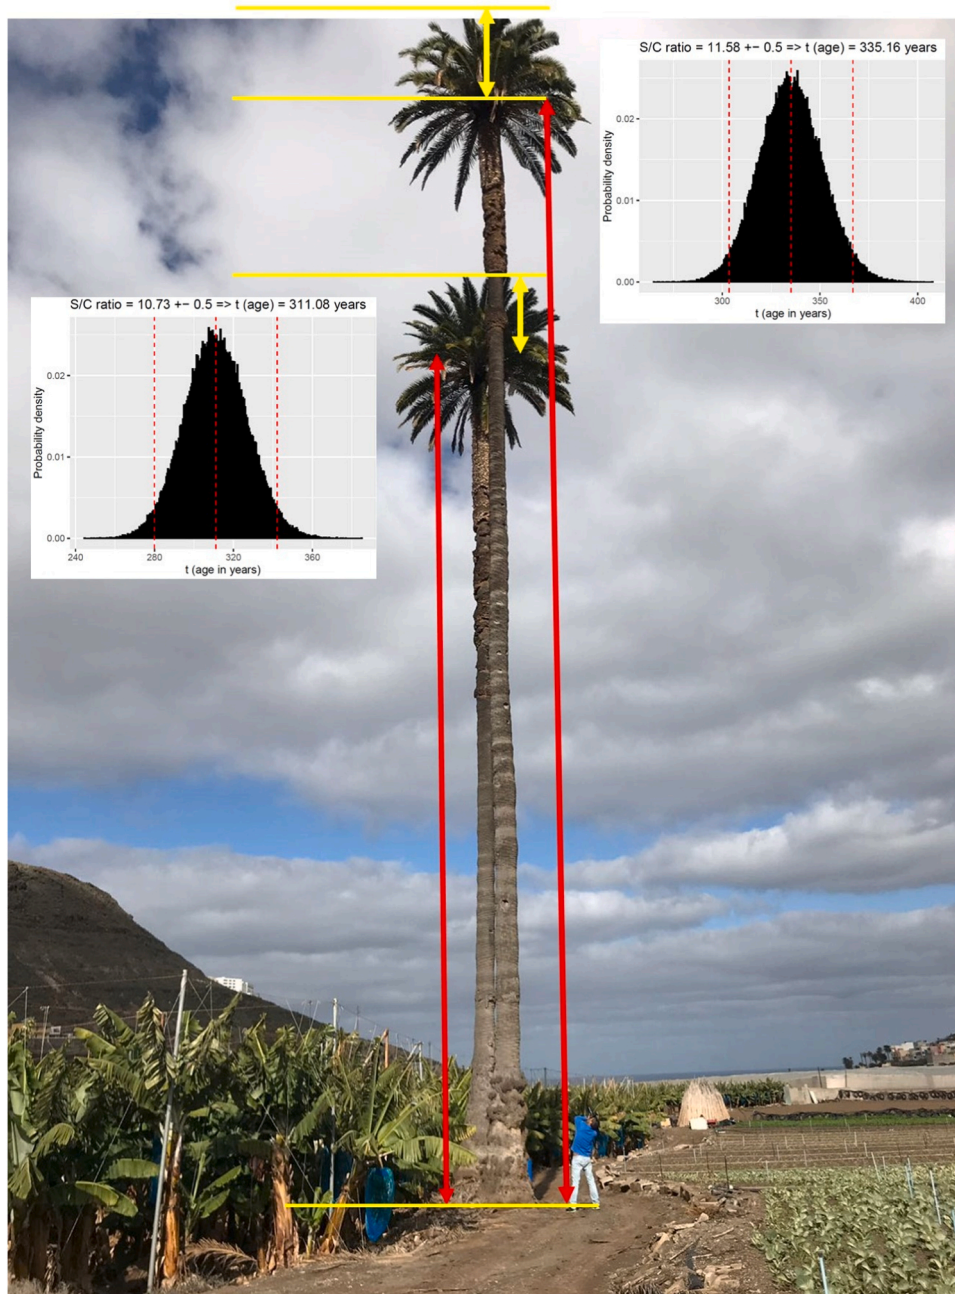 S/C ratio = 11.58 +− 0.5 => t (age) = 335.16 years
Probability density
0.02
0.01
0.00
300
350
400
t (age in years)
S/C ratio = 10.73 +− 0.5 => t (age) = 311.08 years
Probability density
0.02
0.01
0.00
240
280
320
360
t (age in years)